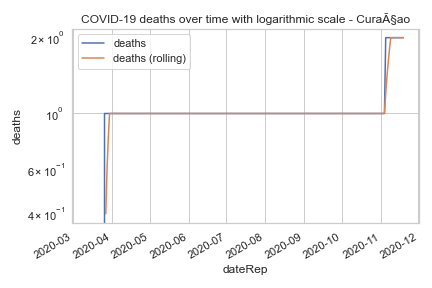 COVID-19 deaths over time with logarithmic scale - CuraÃ§ao
deaths
deaths (rolling)
2 × 10⁰
10⁰
6 × 10⁻¹
4 × 10⁻¹
deaths
2020-03
2020-04
2020-05
2020-06
2020-07
2020-08
2020-09
2020-10
2020-11
2020-12
dateRep